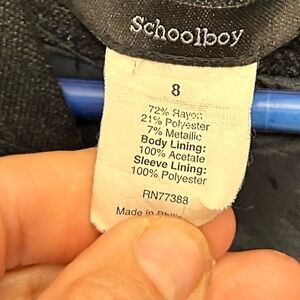 Schoolboy
8
72% Rayon
21% Polyester
7% Metallic
Body Lining:
100% Acetate
Sleeve Lining:
100% Polyester
RN77388
Made in